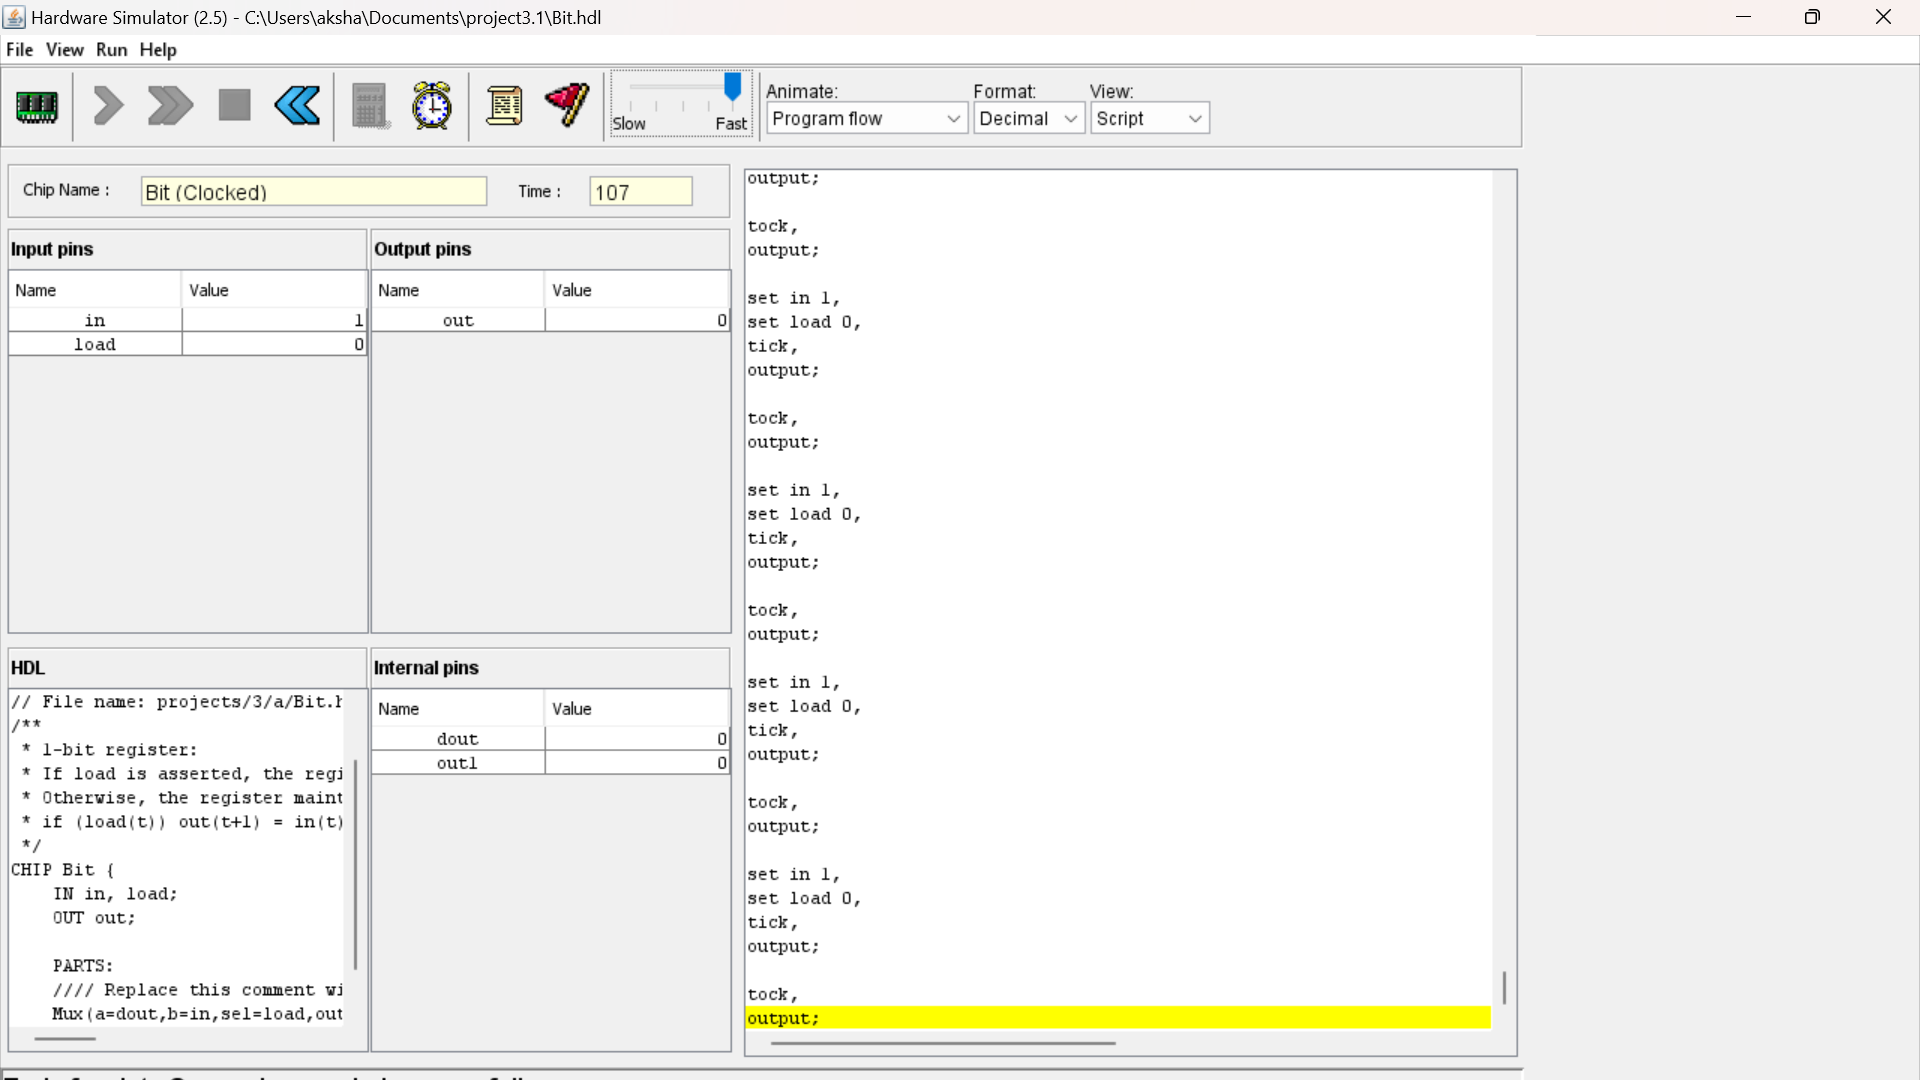 Hardware Simulator (2.5) - C:\Users\aksha\Documents\project3.1\Bit.hdl
File View Run Help
Slow Fast
Animate: Format: View:
Program flow Decimal Script
Chip Name : Bit (Clocked) Time : 107
Input pins
Name Value
in 1
load 0
Output pins
Name Value
out 0
HDL
// File name: projects/3/a/Bit.h
/**
* 1-bit register:
* If load is asserted, the regi
* Otherwise, the register maint
* if (load(t)) out(t+1) = in(t)
*/
CHIP Bit {
IN in, load;
OUT out;
PARTS:
//// Replace this comment wi
Mux(a=dout,b=in,sel=load,out
Internal pins
Name Value
dout 0
out1 0
output;
tock,
output;
set in 1,
set load 0,
tick,
output;
tock,
output;
set in 1,
set load 0,
tick,
output;
tock,
output;
set in 1,
set load 0,
tick,
output;
tock,
output;
set in 1,
set load 0,
tick,
output;
tock,
output;